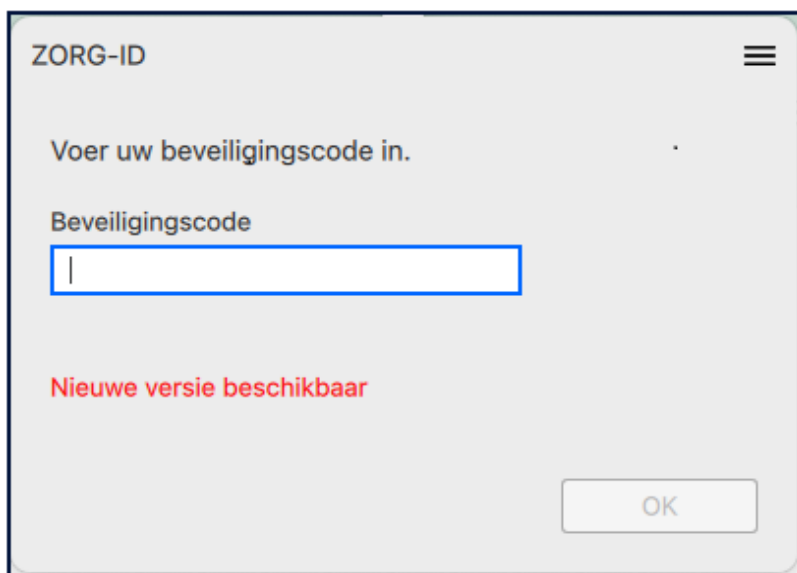 ZORG-ID
Voer uw beveiligingscode in.
Beveiligingscode
Nieuwe versie beschikbaar
OK